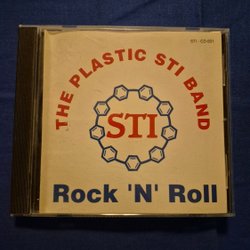 STI - CD-001
THE PLASTIC STI BAND
STI
Rock 'N' Roll